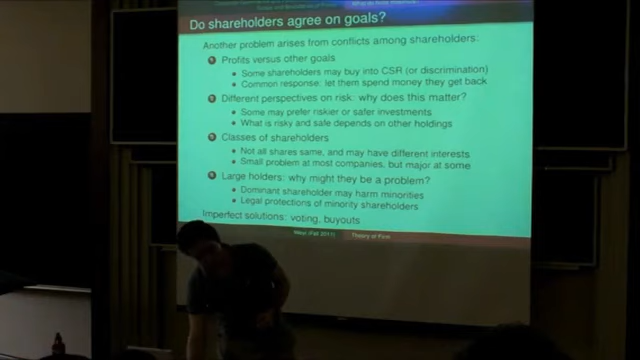 Do shareholders agree on goals?
Another problem arises from conflicts among shareholders:
Profits versus other goals
Some shareholders may buy into CSR (or discrimination)
Common response: let them spend money they get back
Different perspectives on risk: why does this matter?
Some may prefer riskier or safer investments
What is risky and safe depends on other holdings
Classes of shareholders
Not all shares same, and may have different interests
Small problem at most companies, but major at some
Large holders: why might they be a problem?
Dominant shareholder may harm minorities
Legal protections of minority shareholders
Imperfect solutions: voting, buyouts
Theory of Firm